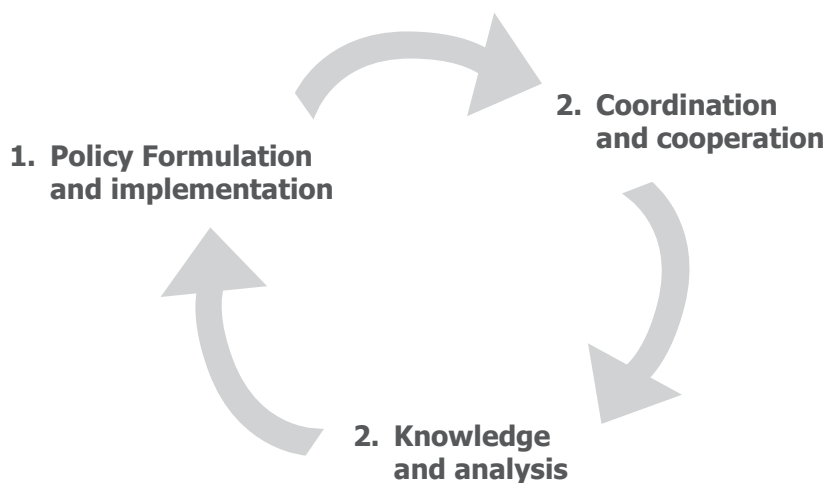 1. Policy Formulation
and implementation
2. Coordination
and cooperation
2. Knowledge
and analysis